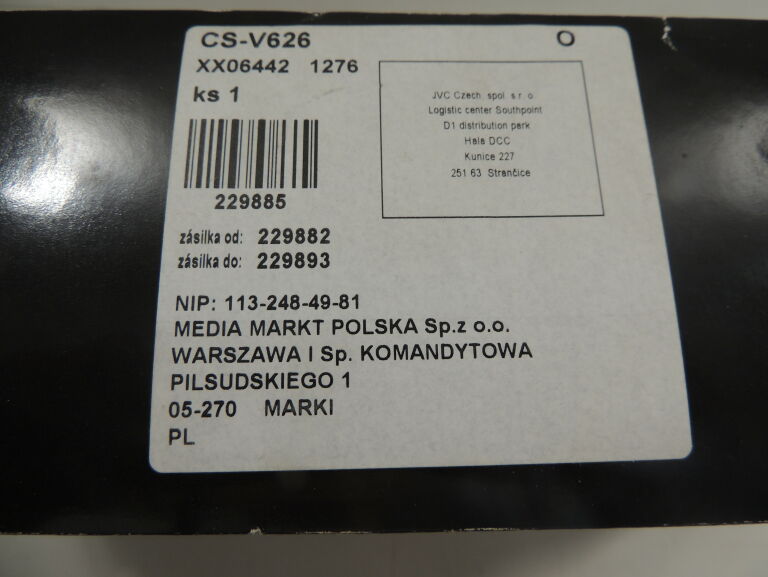 CS-V626 O
XX06442 1276
ks 1
JVC Czech spol. s r. o
Logistic center Southpoint
D1 distribution park
Hala DCC
Kunice 227
251 63 Strančice
229885
zásilka od: 229882
zásilka do: 229893
NIP: 113-248-49-81
MEDIA MARKT POLSKA Sp.z o.o.
WARSZAWA I Sp. KOMANDYTOWA
PILSUDSKIEGO 1
05-270 MARKI
PL